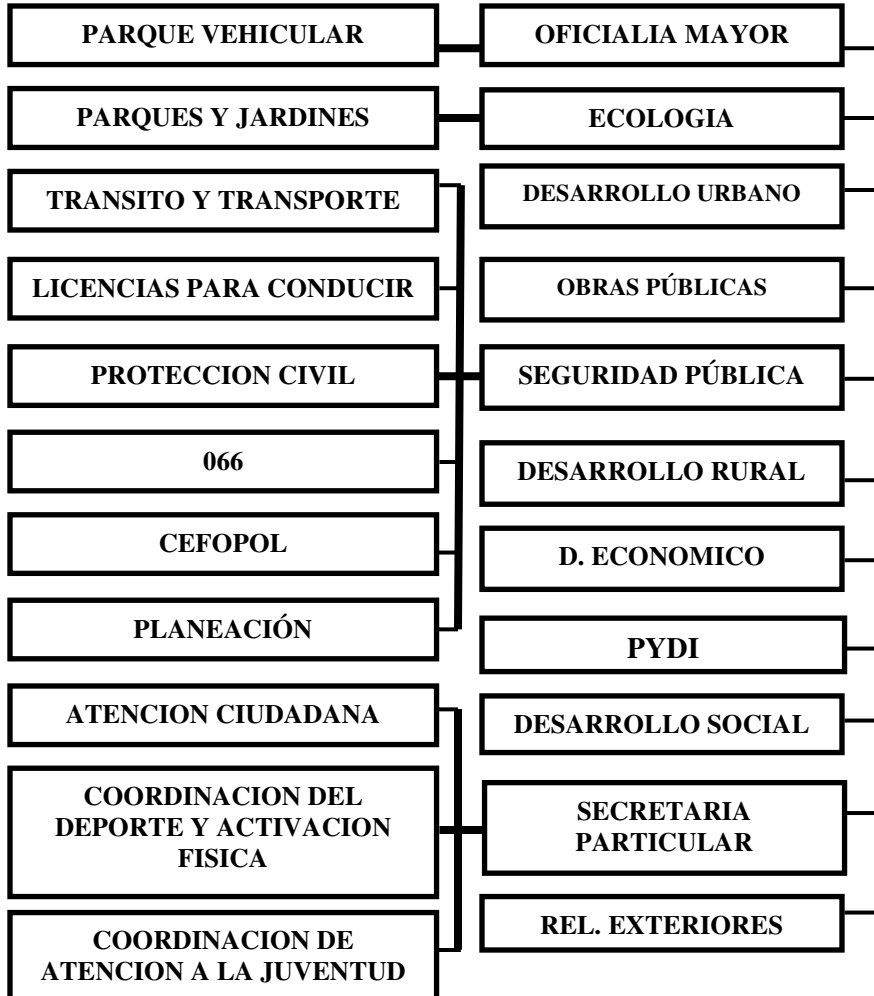 PARQUE VEHICULAR
OFICIALIA MAYOR
PARQUES Y JARDINES
ECOLOGIA
TRANSITO Y TRANSPORTE
DESARROLLO URBANO
LICENCIAS PARA CONDUCIR
OBRAS PÚBLICAS
PROTECCION CIVIL
SEGURIDAD PÚBLICA
066
DESARROLLO RURAL
CEFOPOL
D. ECONOMICO
PLANEACIÓN
PYDI
ATENCION CIUDADANA
DESARROLLO SOCIAL
COORDINACION DEL
DEPORTE Y ACTIVACION
FISICA
SECRETARIA
PARTICULAR
COORDINACION DE
ATENCION A LA JUVENTUD
REL. EXTERIORES